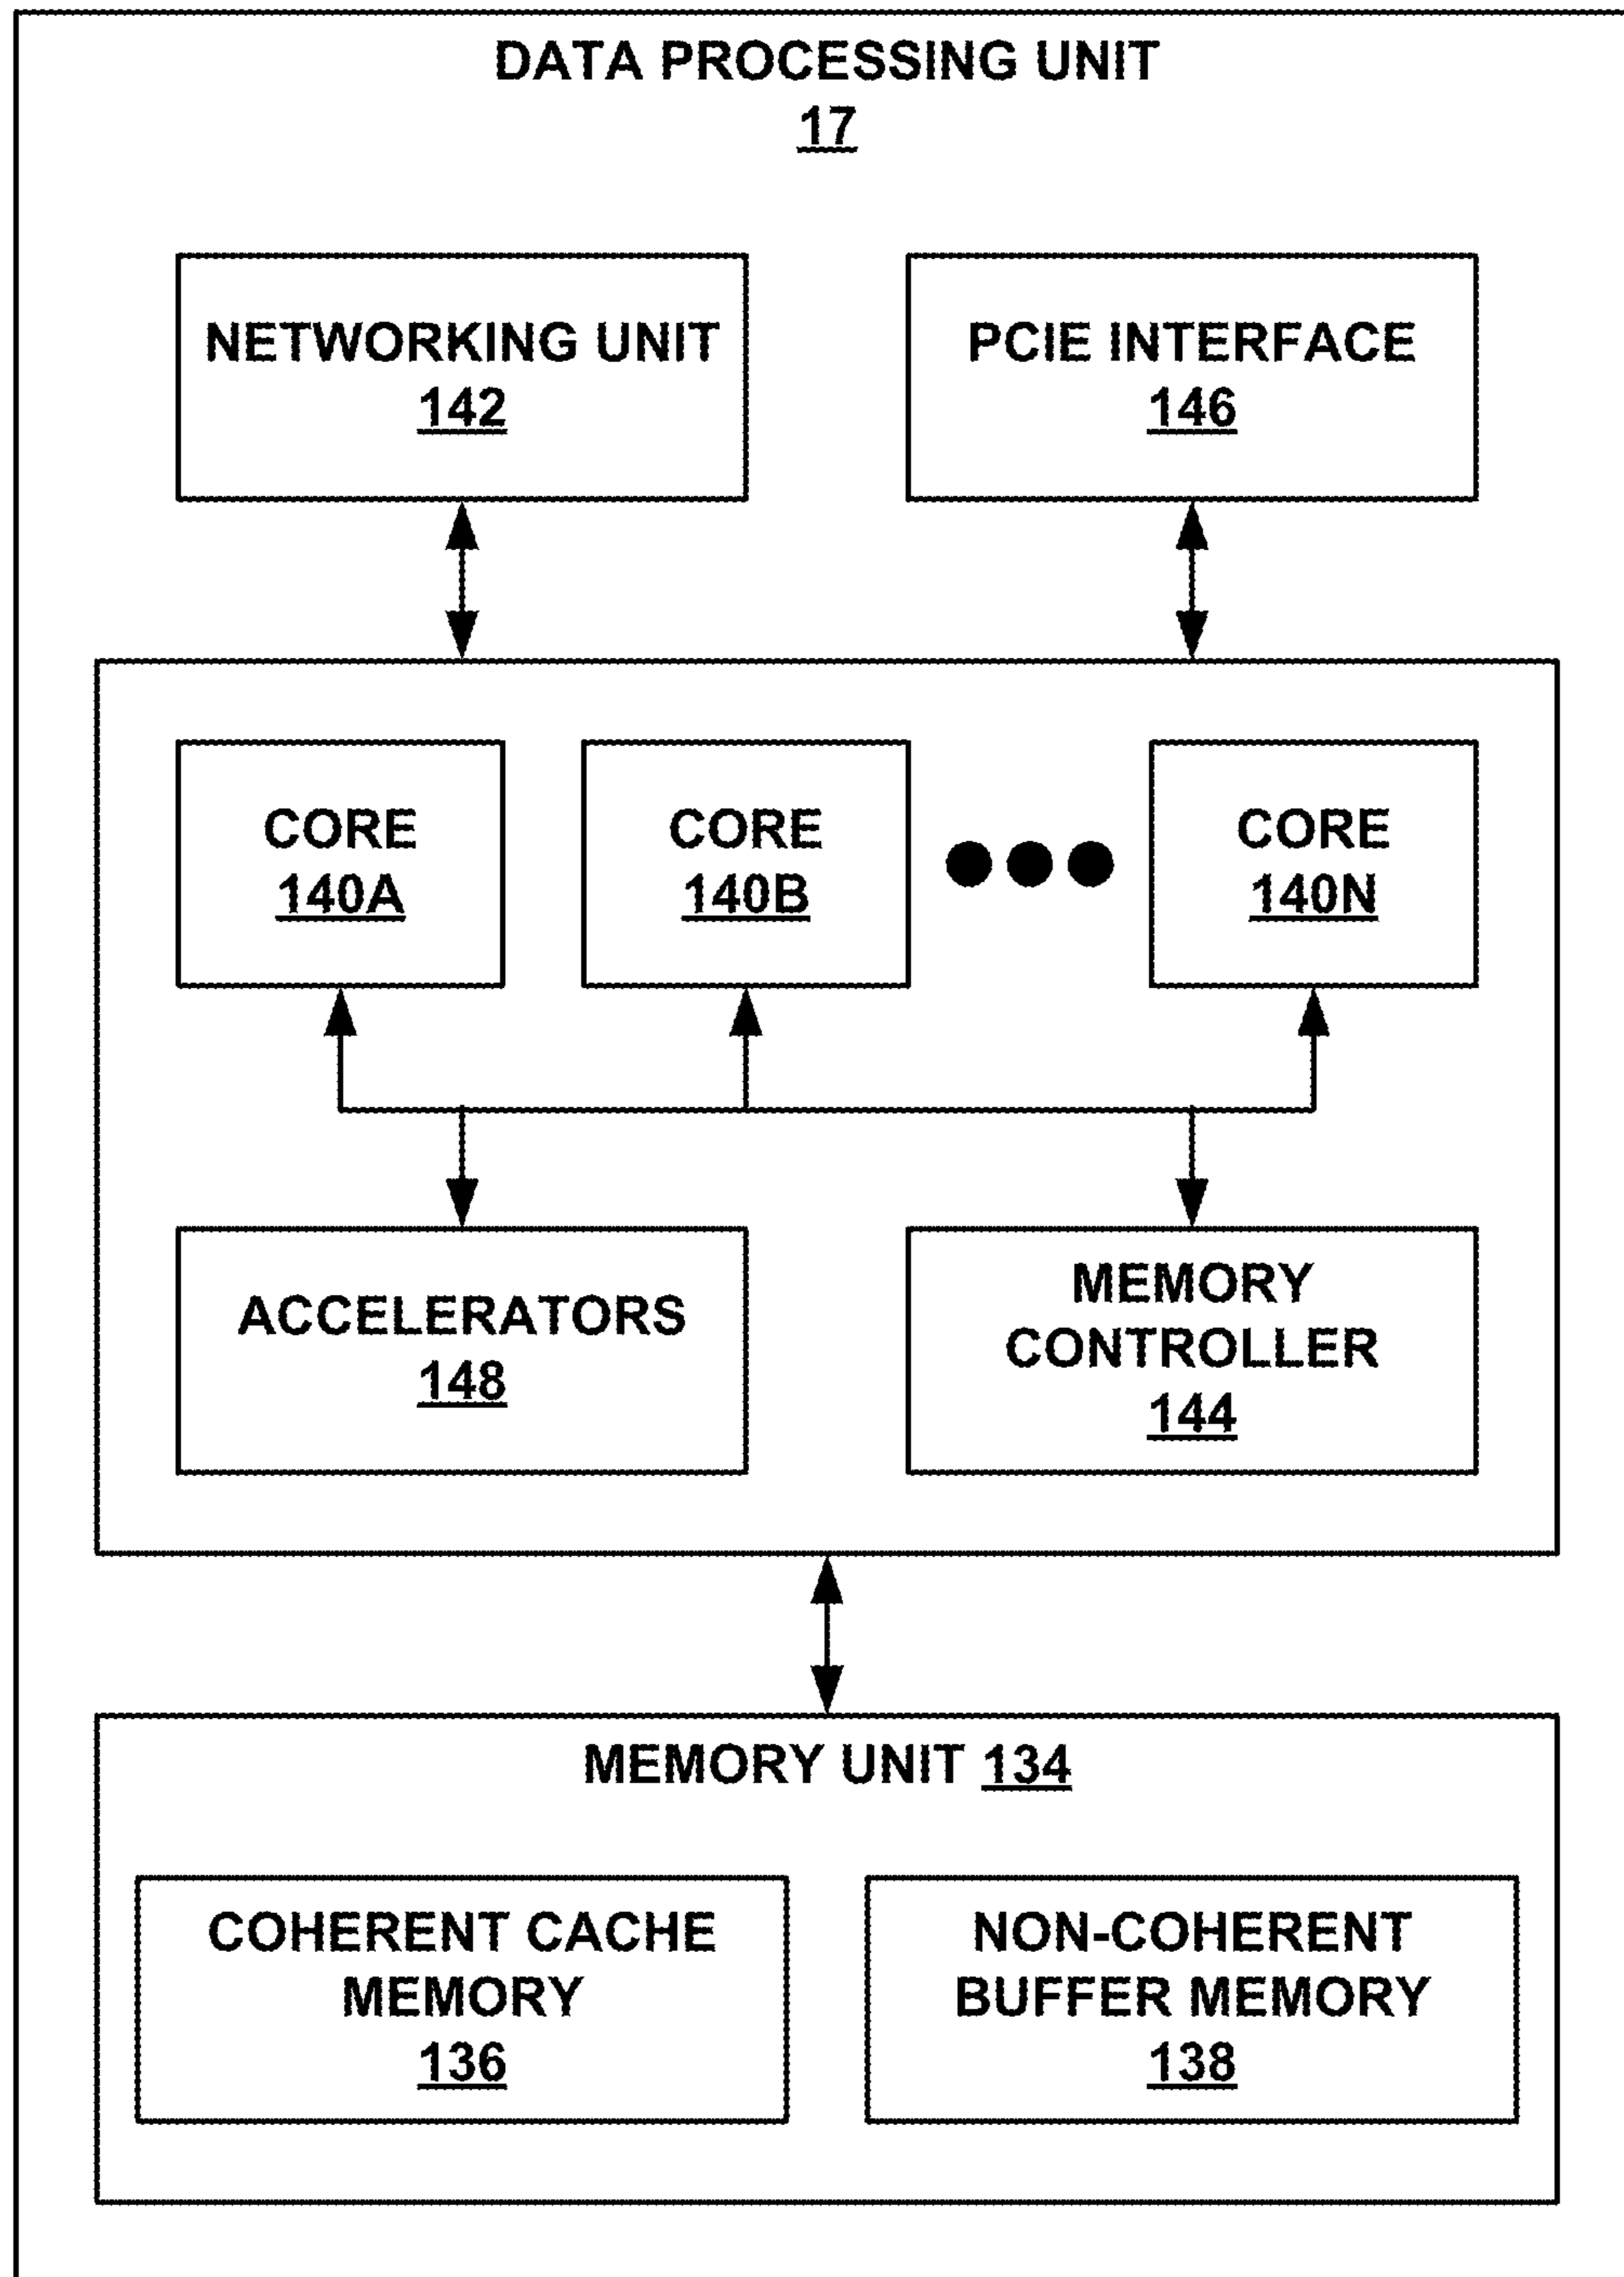 DATA PROCESSING UNIT
17
NETWORKING UNIT
142
PCIE INTERFACE
146
CORE
140A
CORE
140B
CORE
140N
ACCELERATORS
148
MEMORY
CONTROLLER
144
MEMORY UNIT 134
COHERENT CACHE
MEMORY
136
NON-COHERENT
BUFFER MEMORY
138